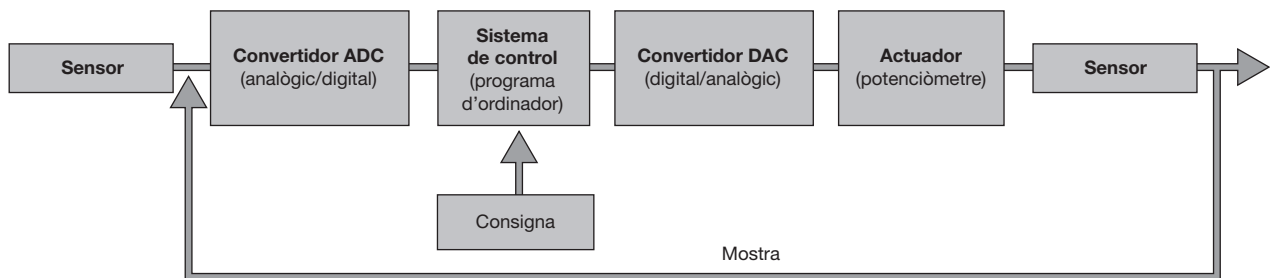 Sensor
Convertidor ADC
(analògic/digital)
Sistema
de control
(programa
d’ordinador)
Convertidor DAC
(digital/analògic)
Actuador
(potenciòmetre)
Sensor
Consigna
Mostra